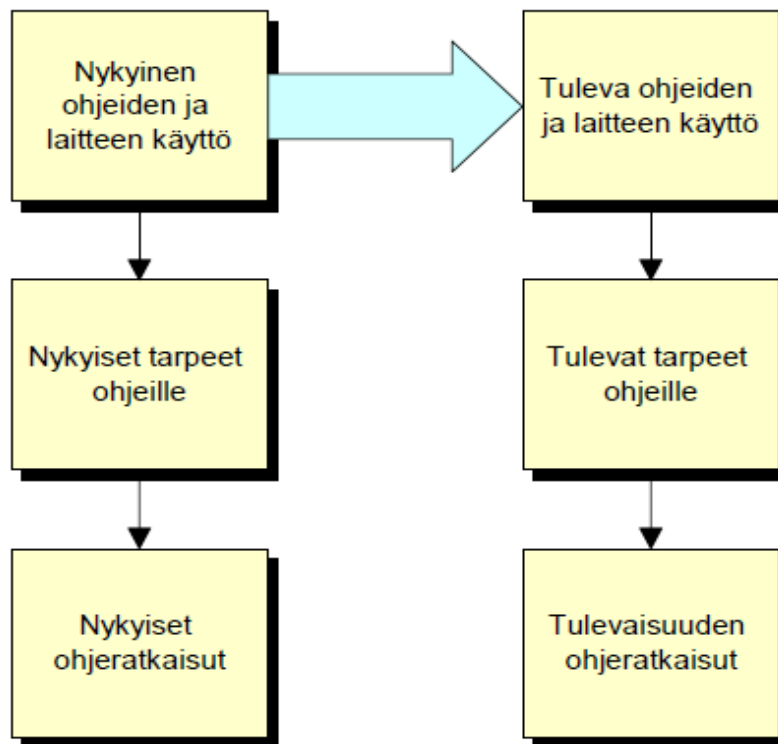 Nykyinen
ohjeiden ja
laitteen käyttö
Tuleva ohjeiden
ja laitteen käyttö
Nykyiset tarpeet
ohjeille
Tulevat tarpeet
ohjeille
Nykyiset
ohjeratkaisut
Tulevaisuuden
ohjeratkaisut